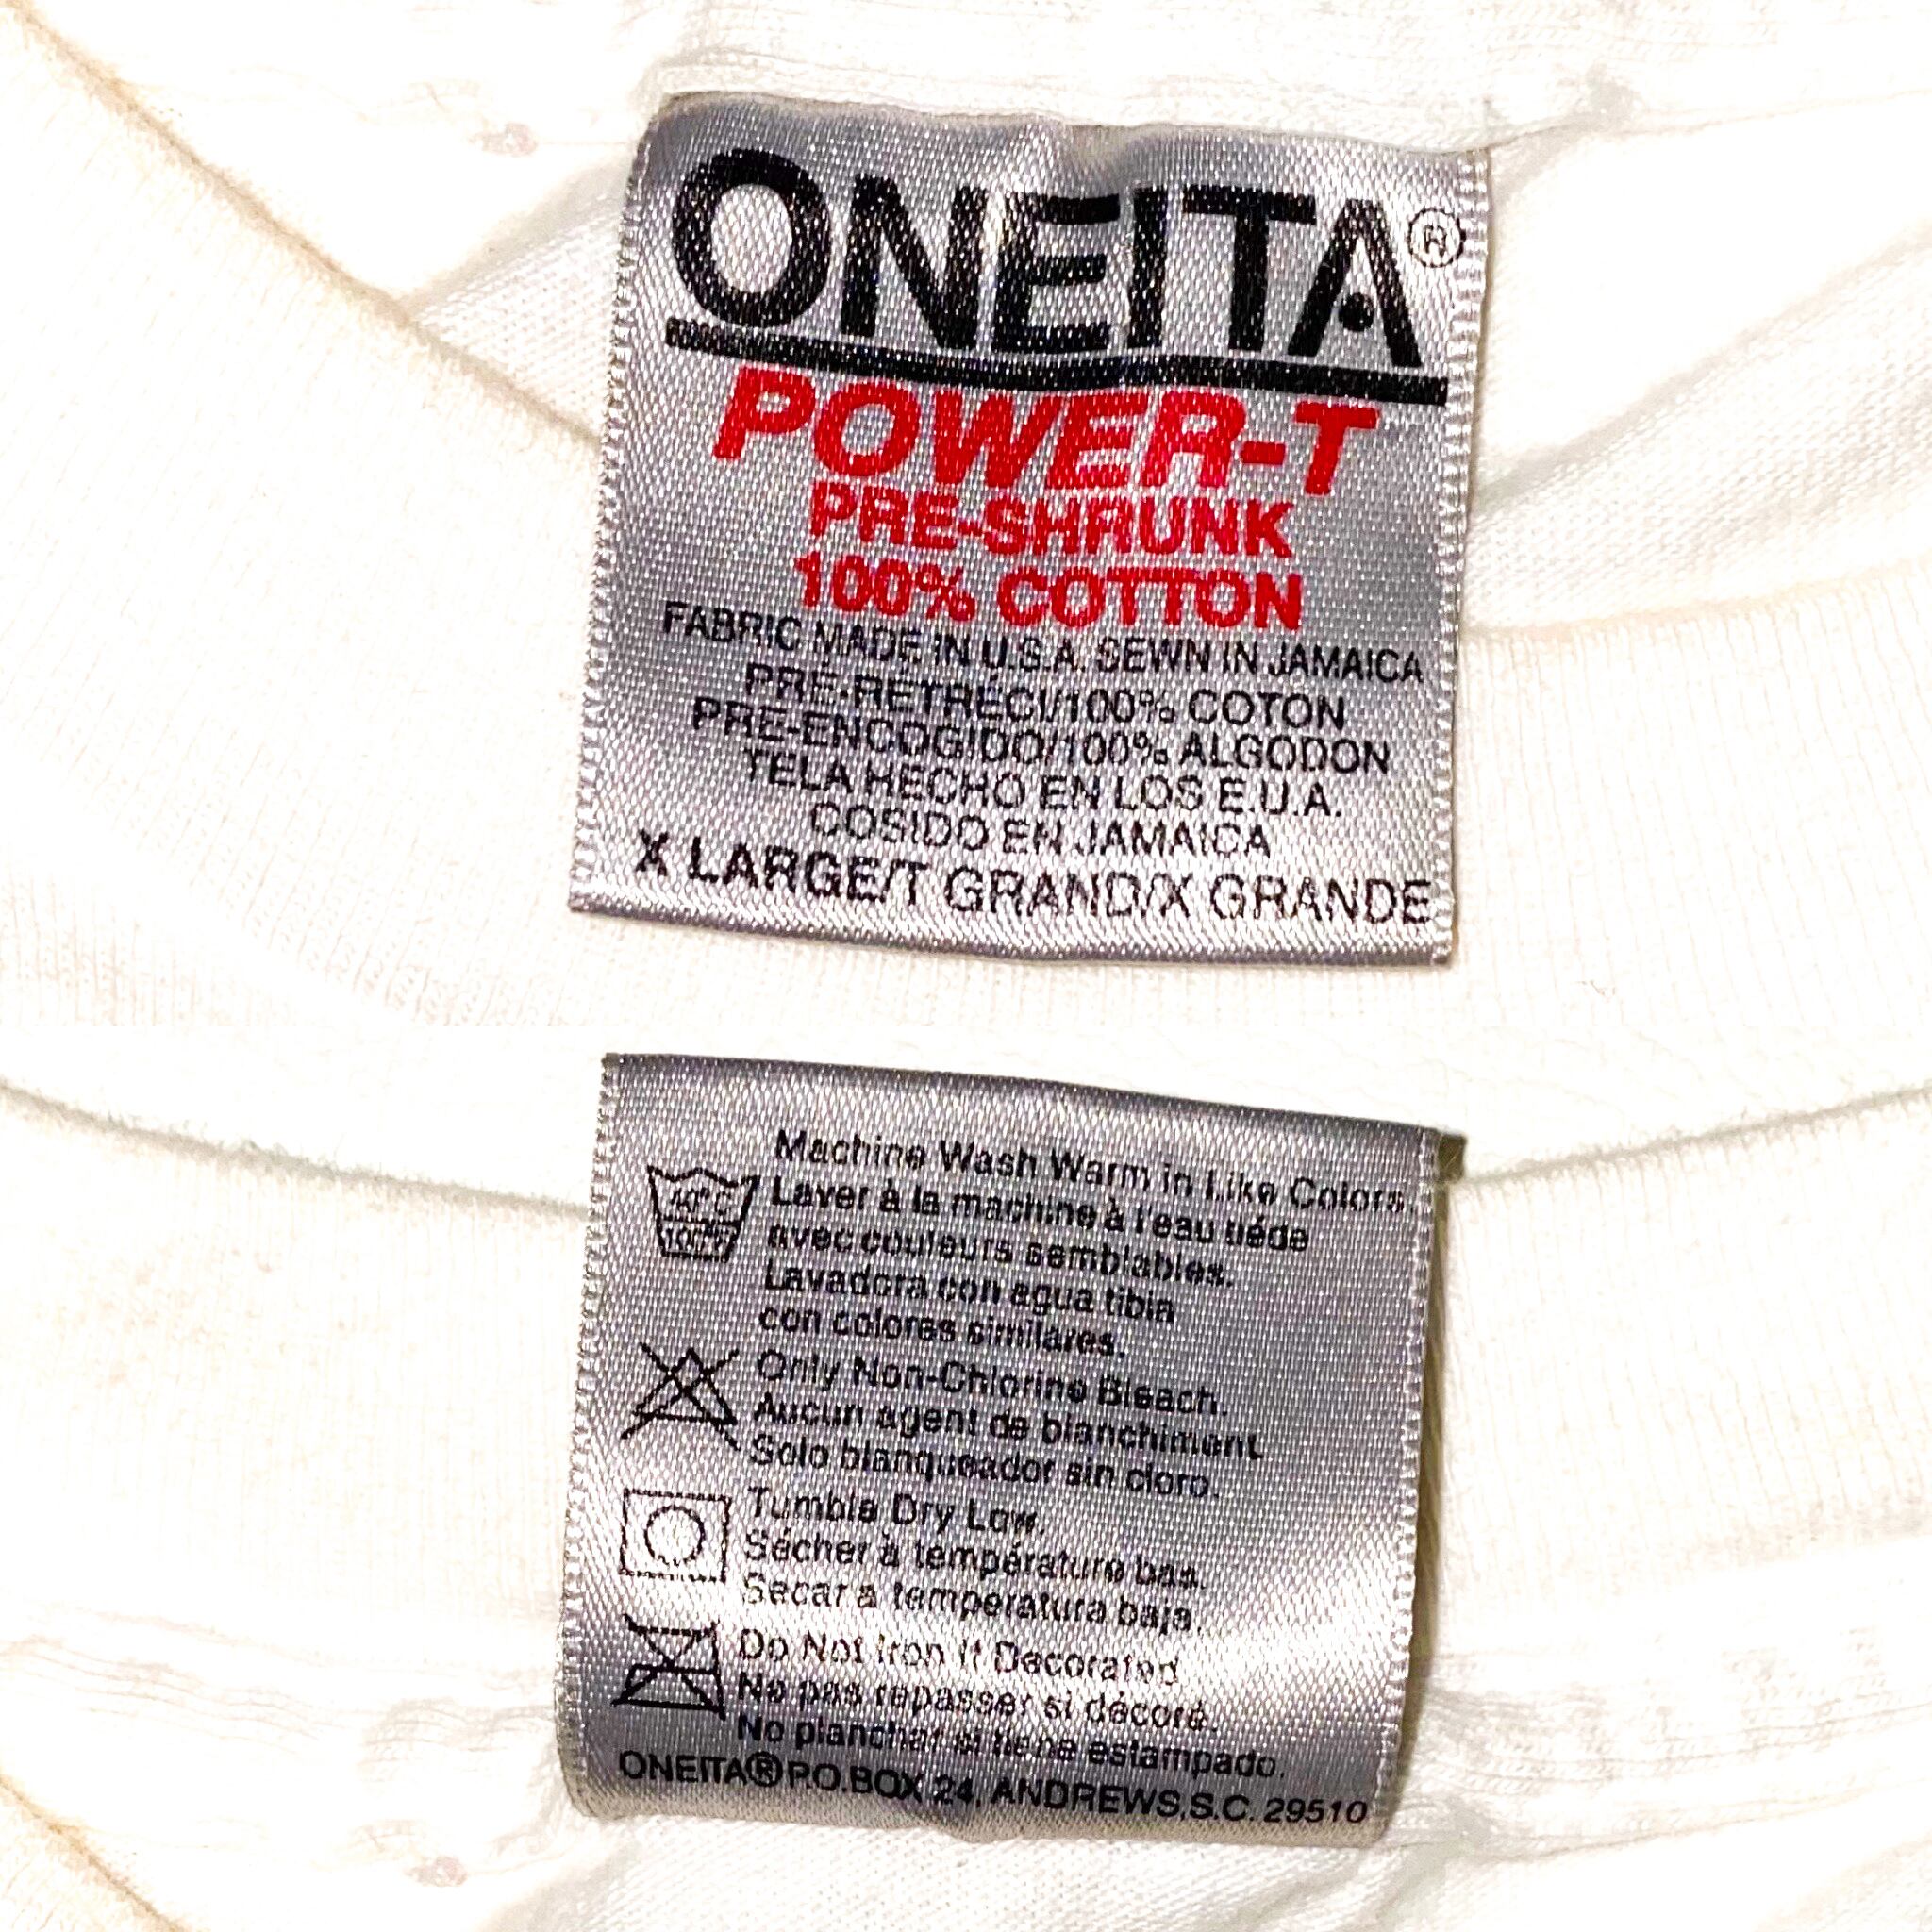 ONEITA®
POWER-T
PRE-SHRUNK
100% COTTON
FABRIC MADE IN U.S.A. SEWN IN JAMAICA
PRE-RETRÉCI/100% COTON
PRE-ENCOGIDO/100% ALGODON
TELA HECHO EN LOS E.U.A.
COSIDO EN JAMAICA
X LARGE/T GRAND/X GRANDE
Machine Wash Warm in Like Colors
40°C
Laver à la machine à l'eau tiéde
avec couleurs semblables.
Lavadora con agua tibia
con colores similares.
Only Non-Chlorine Bleach.
Aucun agent de blanchiment.
Solo blanqueador sin cloro.
Tumble Dry Low.
Sécher à température bas.
Secar a temperatura baja.
Do Not Iron If Decorated
Ne pas repasser si décoré.
No planchar si tiene estampado.
ONEITA® P.O.BOX 24, ANDREWS,S.C. 29510